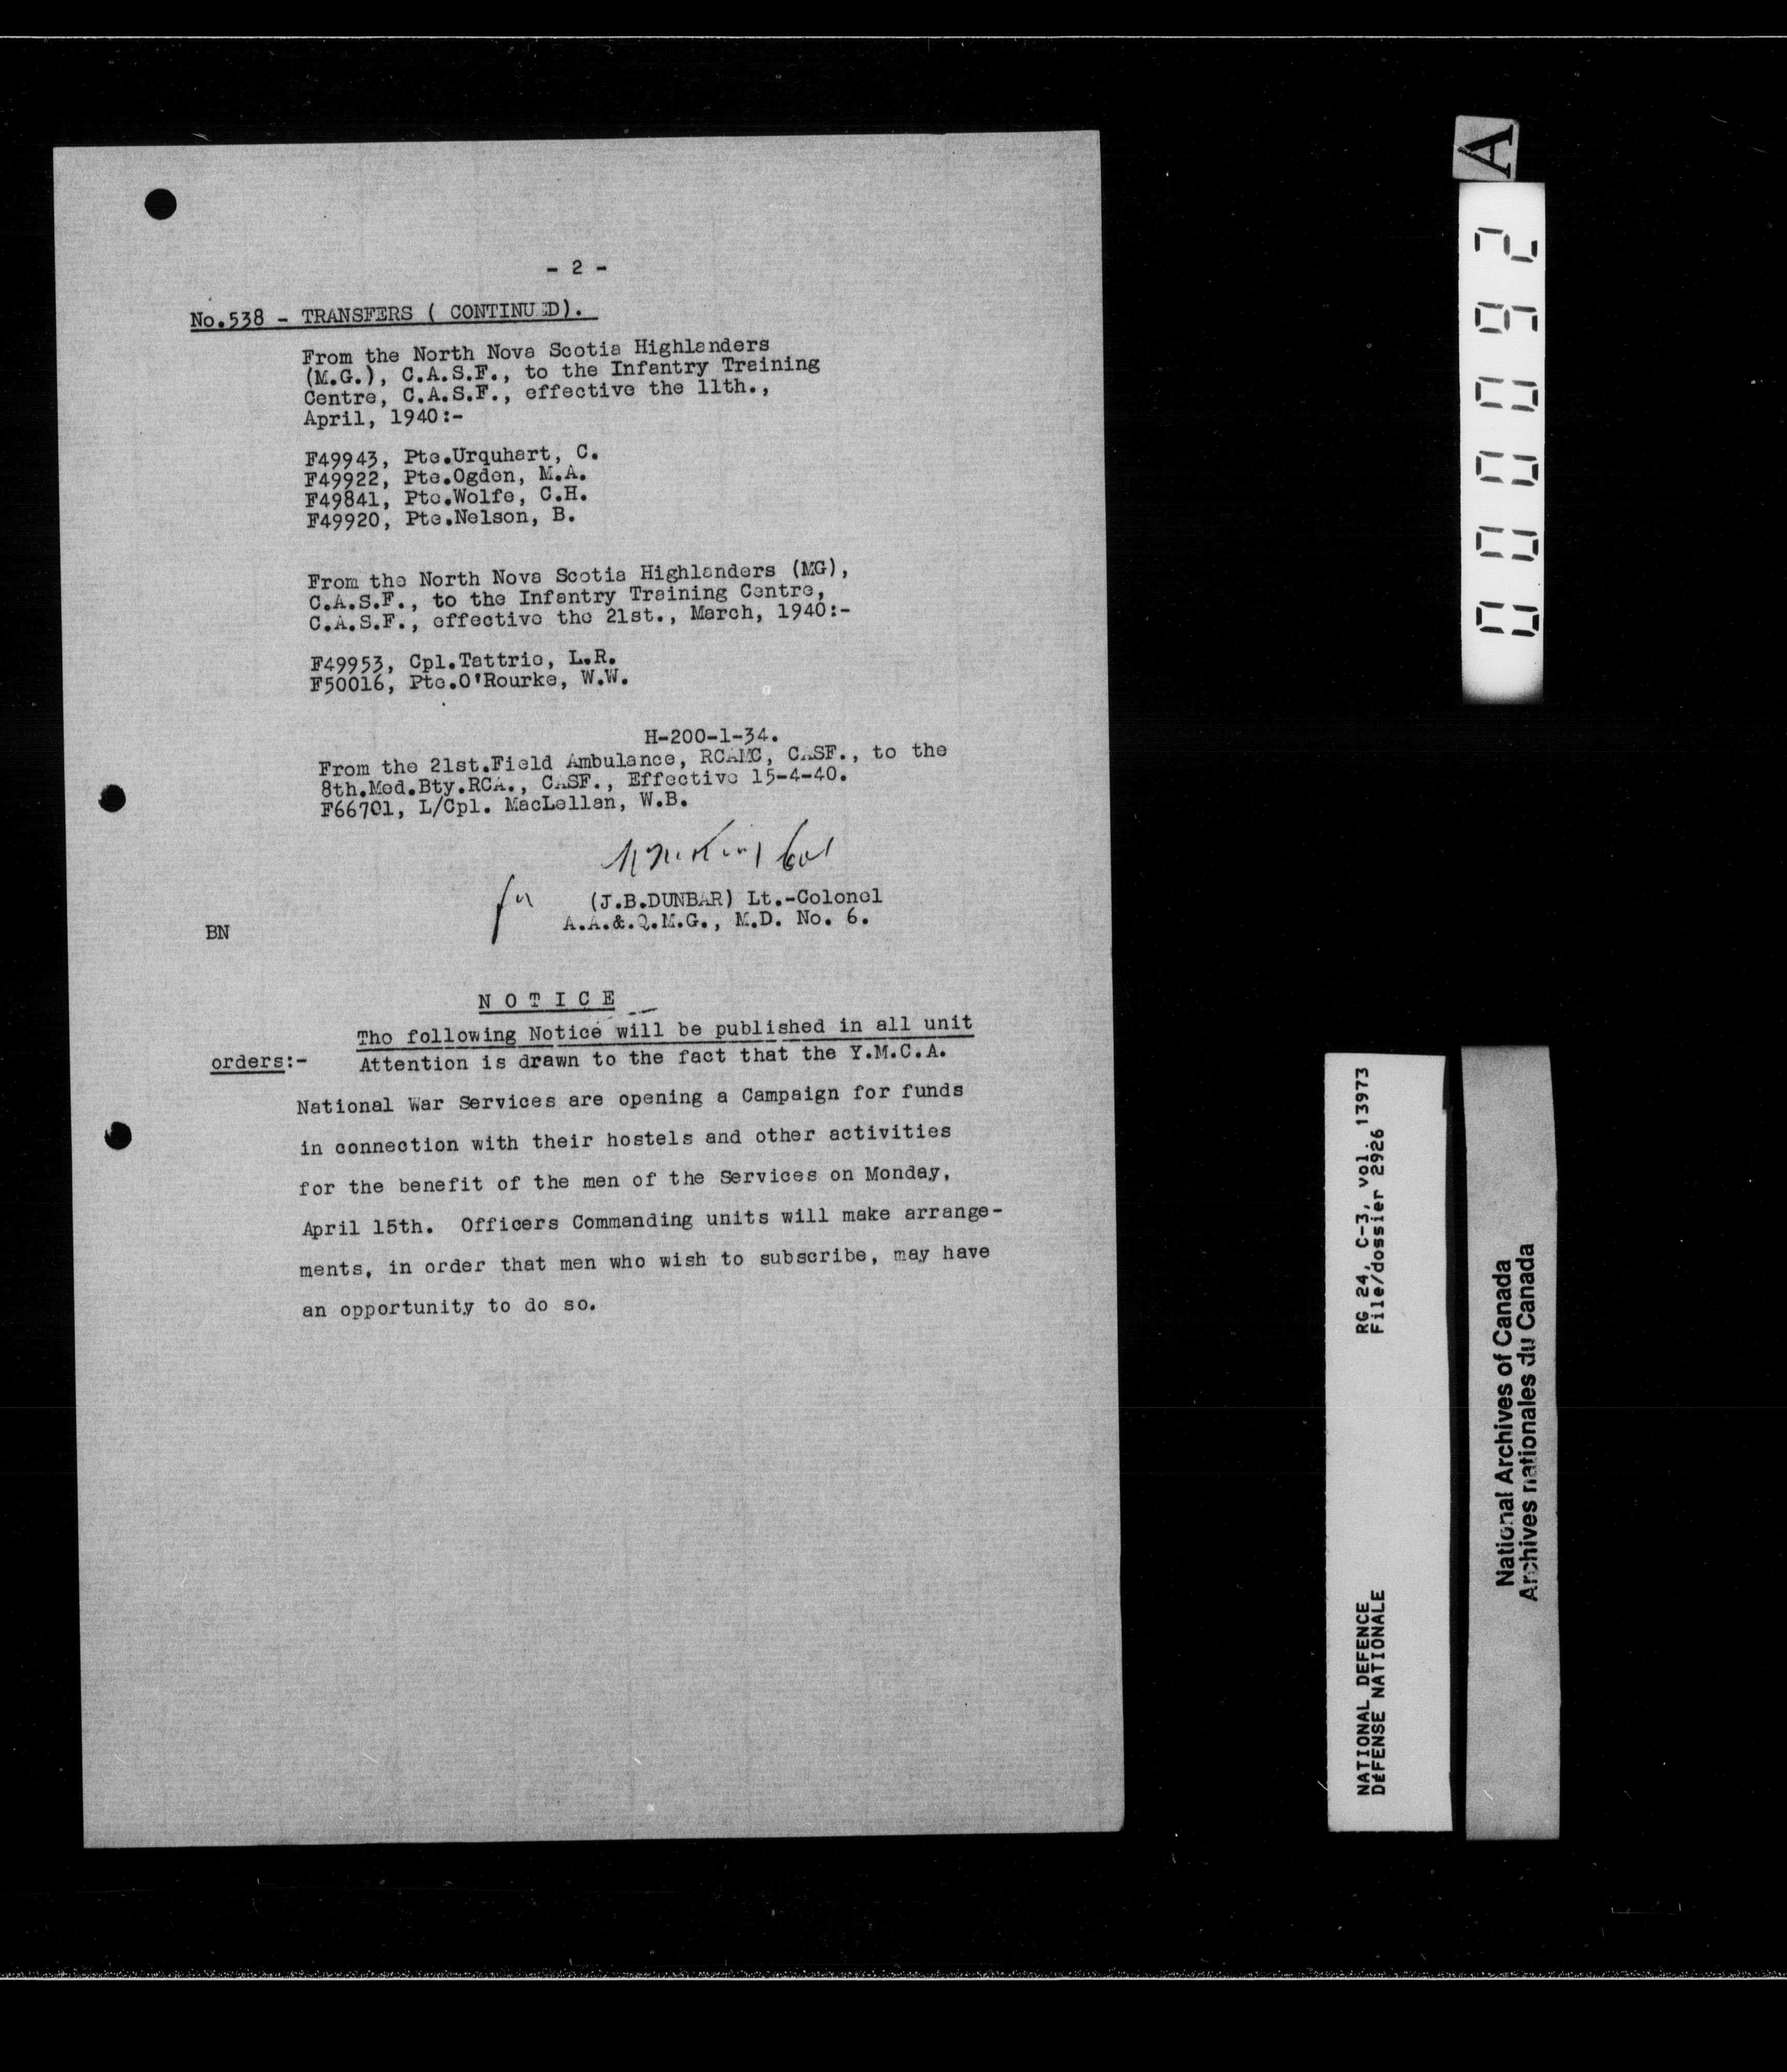 - 2 -
No.538 - TRANSFERS ( CONTINUED).
From the North Nova Scotia Highlanders
(M.G.), C.A.S.F., to the Infantry Training
Centre, C.A.S.F., effective the 11th.,
April, 1940:-
F49943, Pte.Urquhart, C.
F49922, Pte.Ogden, M.A.
F49841, Pte.Wolfe, C.H.
F49920, Pte.Nelson, B.
From the North Nova Scotia Highlanders (MG),
C.A.S.F., to the Infantry Training Centre,
C.A.S.F., effective the 21st., March, 1940:-
F49953, Cpl.Tattrie, L.R.
F50016, Pte.O'Rourke, W.W.
H-200-1-34.
From the 21st.Field Ambulance, RCAMC, CASF., to the
8th.Med.Bty.RCA., CASF., Effective 15-4-40.
F66701, L/Cpl. MacLellan, W.B.
for (J.B.DUNBAR) Lt.-Colonel
A.A.&.Q.M.G., M.D. No. 6.
BN
N O T I C E
The following Notice will be published in all unit
orders:- Attention is drawn to the fact that the Y.M.C.A.
National War Services are opening a Campaign for funds
in connection with their hostels and other activities
for the benefit of the men of the Services on Monday,
April 15th. Officers Commanding units will make arrange-
ments, in order that men who wish to subscribe, may have
an opportunity to do so.
A
000092
NATIONAL DEFENCE RG 24, C-3, vol. 13973
DÉFENSE NATIONALE File/dossier 2926
National Archives of Canada
Archives nationales du Canada